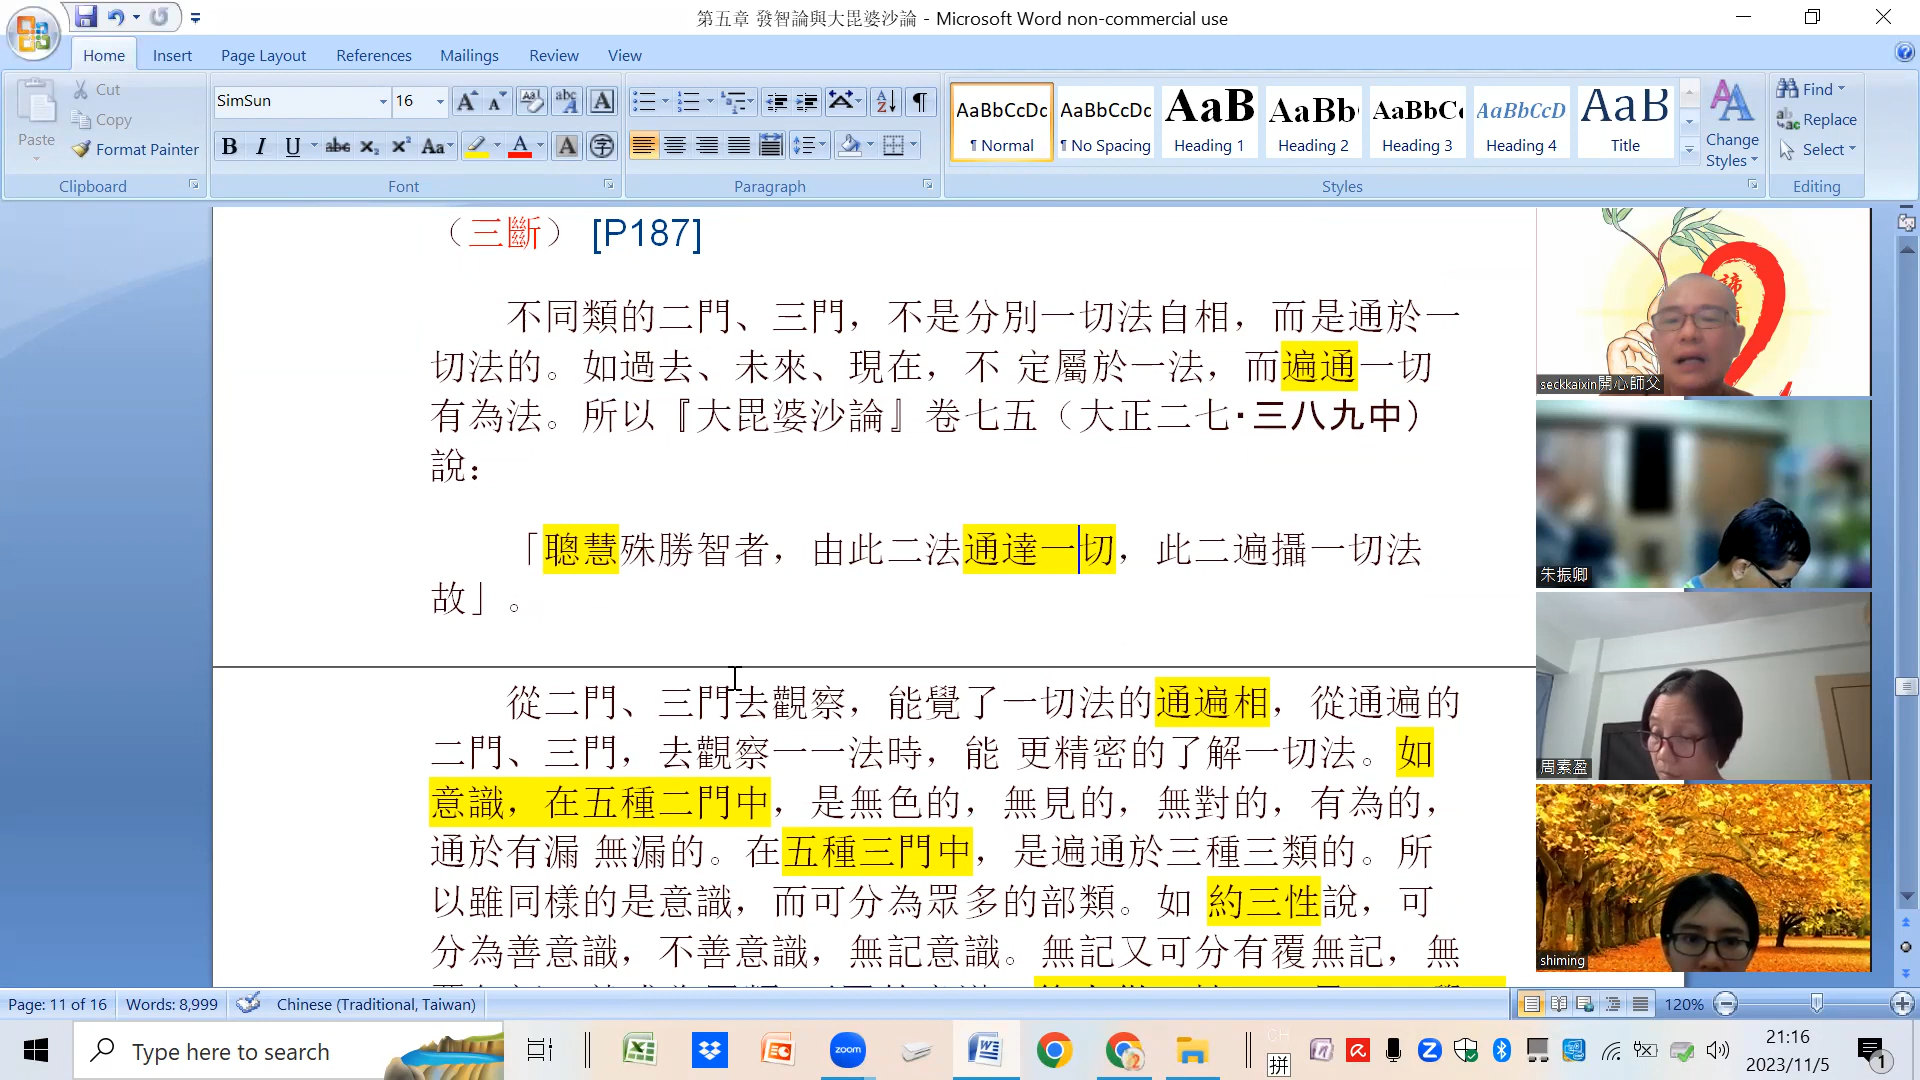 第五章 發智論與大毘婆沙論 - Microsoft Word non-commercial use
Home Insert Page Layout References Mailings Review View
Paste
Cut
Copy
Format Painter
Clipboard
SimSun 16
Font
Paragraph
AaBbCcDc AaBbCcDc AaB AaBb AaBbC AaBbCcD AaB
¶ Normal ¶ No Spacing Heading 1 Heading 2 Heading 3 Heading 4 Title
Change Styles
Styles
Find
Replace
Select
Editing
（三斷） [P187]
不同類的二門、三門，不是分別一切法自相，而是通於一
切法的。如過去、未來、現在，不 定屬於一法，而遍通一切
有為法。所以『大毘婆沙論』卷七五（大正二七·三八九中）
說：
「聰慧殊勝智者，由此二法通達一切，此二遍攝一切法
故」。
從二門、三門去觀察，能覺了一切法的通遍相，從通遍的
二門、三門，去觀察一一法時，能 更精密的了解一切法。如
意識，在五種二門中，是無色的，無見的，無對的，有為的，
通於有漏 無漏的。在五種三門中，是遍通於三種三類的。所
以雖同樣的是意識，而可分為眾多的部類。如 約三性說，可
分為善意識，不善意識，無記意識。無記又可分有覆無記，無
seckkaixin開心師父
朱振卿
周素盈
shiming
Page: 11 of 16 Words: 8,999 Chinese (Traditional, Taiwan) 120%
Type here to search
zoom
CH
拼
21:16
2023/11/5
1